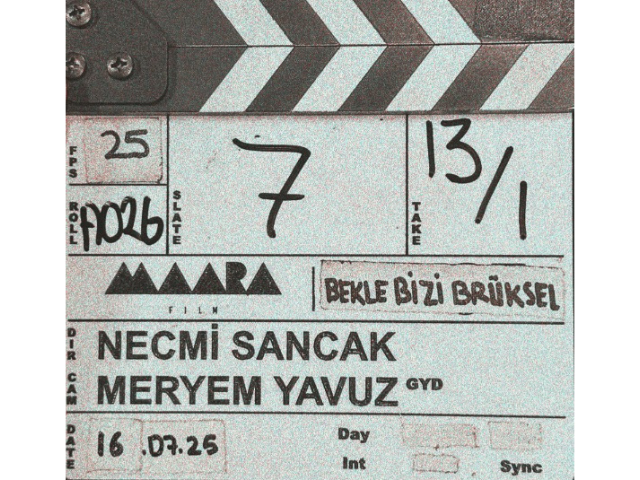 FPS 25
ROLL A026
SLATE 7
TAKE 13/1
MAARA
FILM
BEKLE BİZİ BRÜKSEL
DIR NECMİ SANCAK
CAM MERYEM YAVUZ GYD
DATE 16.07.25
Day
Int Sync